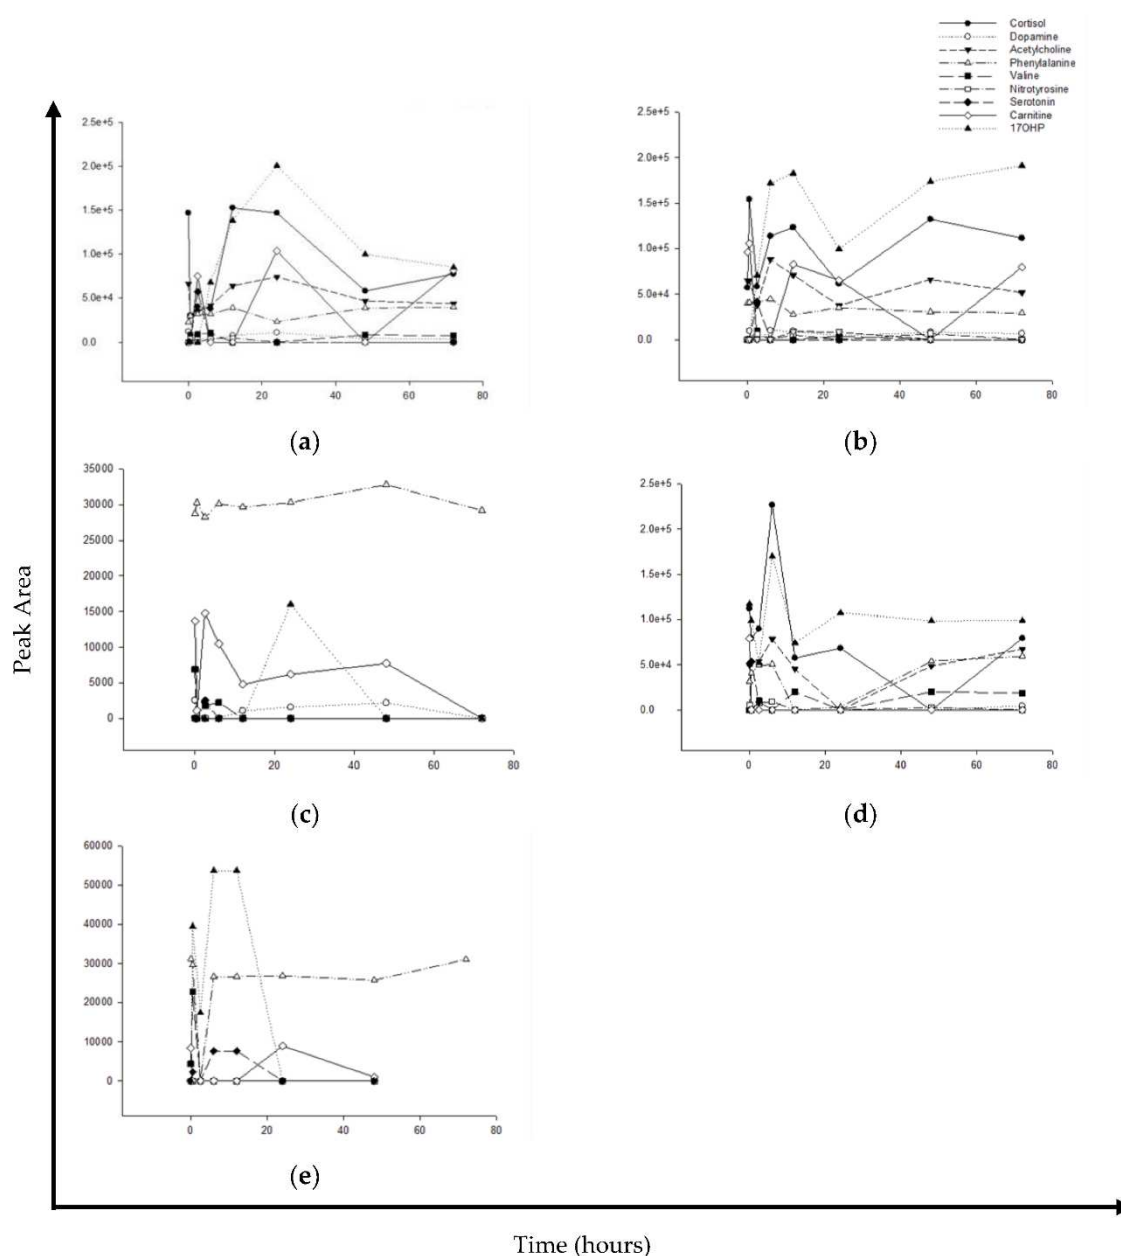 Cortisol
Dopamine
Acetylcholine
Phenylalanine
Valine
Nitrotyrosine
Serotonin
Carnitine
17OHP
2.5e+5
2.0e+5
1.5e+5
1.0e+5
5.0e+4
0.0
0 20 40 60 80
(a)
2.5e+5
2.0e+5
1.5e+5
1.0e+5
5.0e+4
0.0
0 20 40 60 80
(b)
35000
30000
25000
20000
15000
10000
5000
0
0 20 40 60 80
(c)
2.5e+5
2.0e+5
1.5e+5
1.0e+5
5.0e+4
0.0
0 20 40 60 80
(d)
60000
50000
40000
30000
20000
10000
0
0 20 40 60 80
(e)
Peak Area
Time (hours)